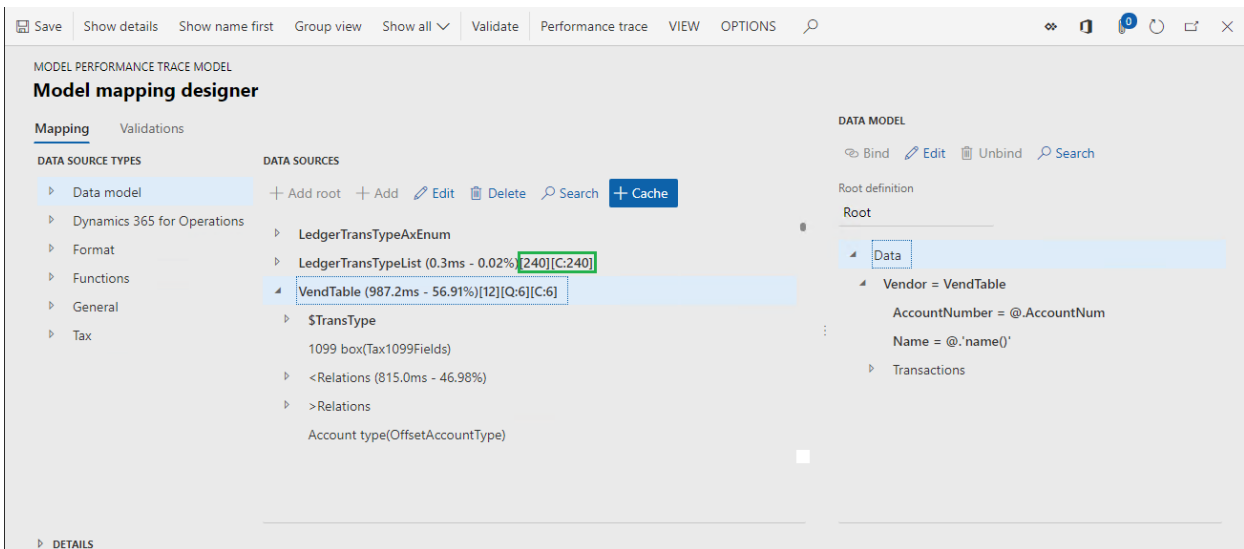 Save Show details Show name first Group view Show all Validate Performance trace VIEW OPTIONS 0
MODEL PERFORMANCE TRACE MODEL
Model mapping designer
Mapping Validations
DATA SOURCE TYPES
Data model
Dynamics 365 for Operations
Format
Functions
General
Tax
DATA SOURCES
+ Add root + Add Edit Delete Search + Cache
LedgerTransTypeAxEnum
LedgerTransTypeList (0.3ms - 0.02%)[240][C:240]
VendTable (987.2ms - 56.91%)[12][Q:6][C:6]
$TransType
1099 box(Tax1099Fields)
<Relations (815.0ms - 46.98%)
>Relations
Account type(OffsetAccountType)
DATA MODEL
Bind Edit Unbind Search
Root definition
Root
Data
Vendor = VendTable
AccountNumber = @.AccountNum
Name = @.'name()'
Transactions
DETAILS